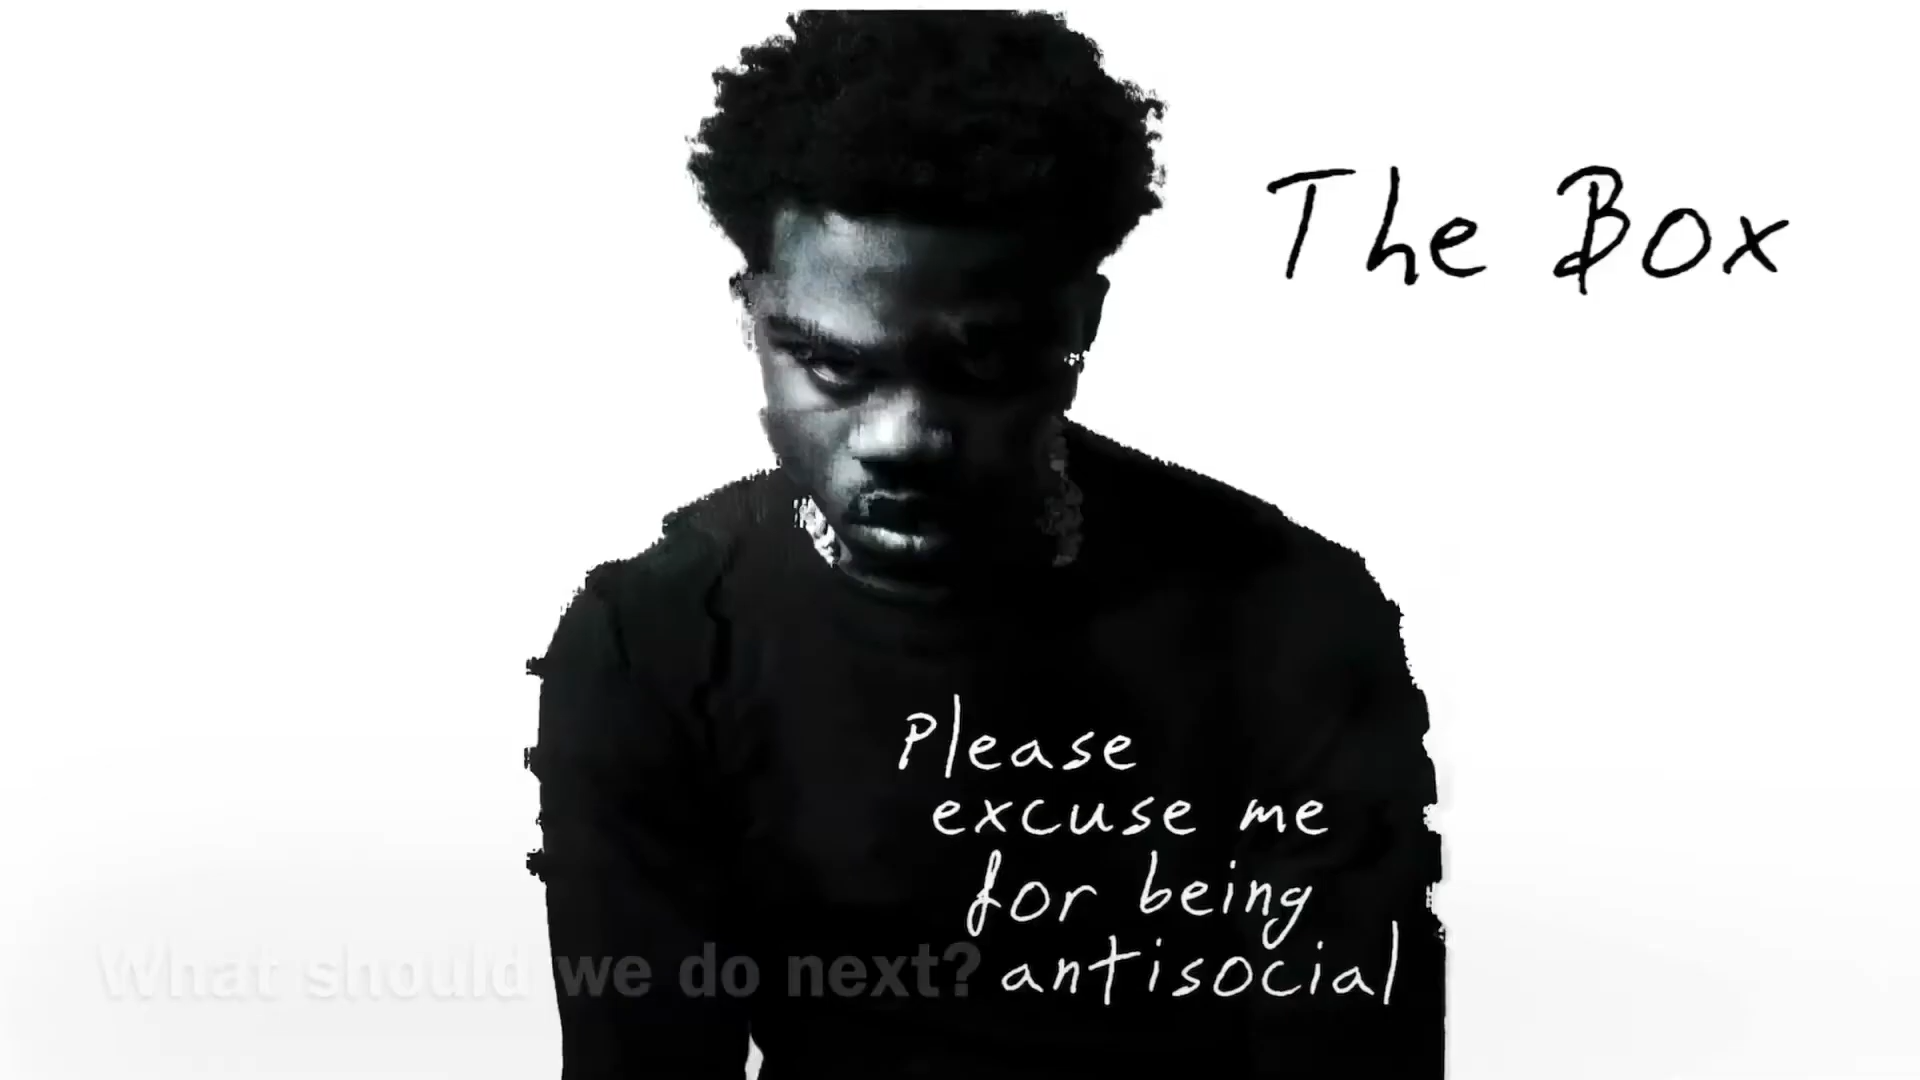 The Box
Please
excuse me
for being
antisocial
What should we do next?